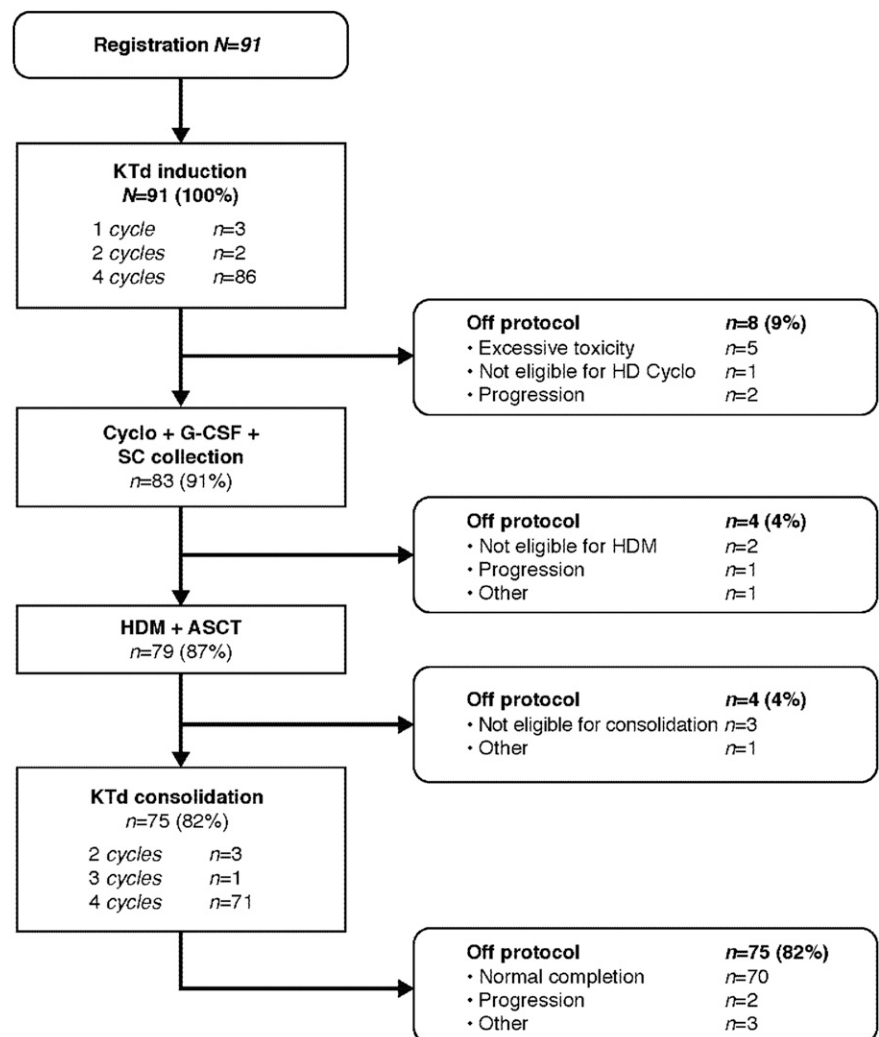 Registration N=91
KTd induction
N=91 (100%)
1 cycle n=3
2 cycles n=2
4 cycles n=86
Off protocol n=8 (9%)
• Excessive toxicity n=5
• Not eligible for HD Cyclo n=1
• Progression n=2
Cyclo + G-CSF +
SC collection
n=83 (91%)
Off protocol n=4 (4%)
• Not eligible for HDM n=2
• Progression n=1
• Other n=1
HDM + ASCT
n=79 (87%)
Off protocol n=4 (4%)
• Not eligible for consolidation n=3
• Other n=1
KTd consolidation
n=75 (82%)
2 cycles n=3
3 cycles n=1
4 cycles n=71
Off protocol n=75 (82%)
• Normal completion n=70
• Progression n=2
• Other n=3